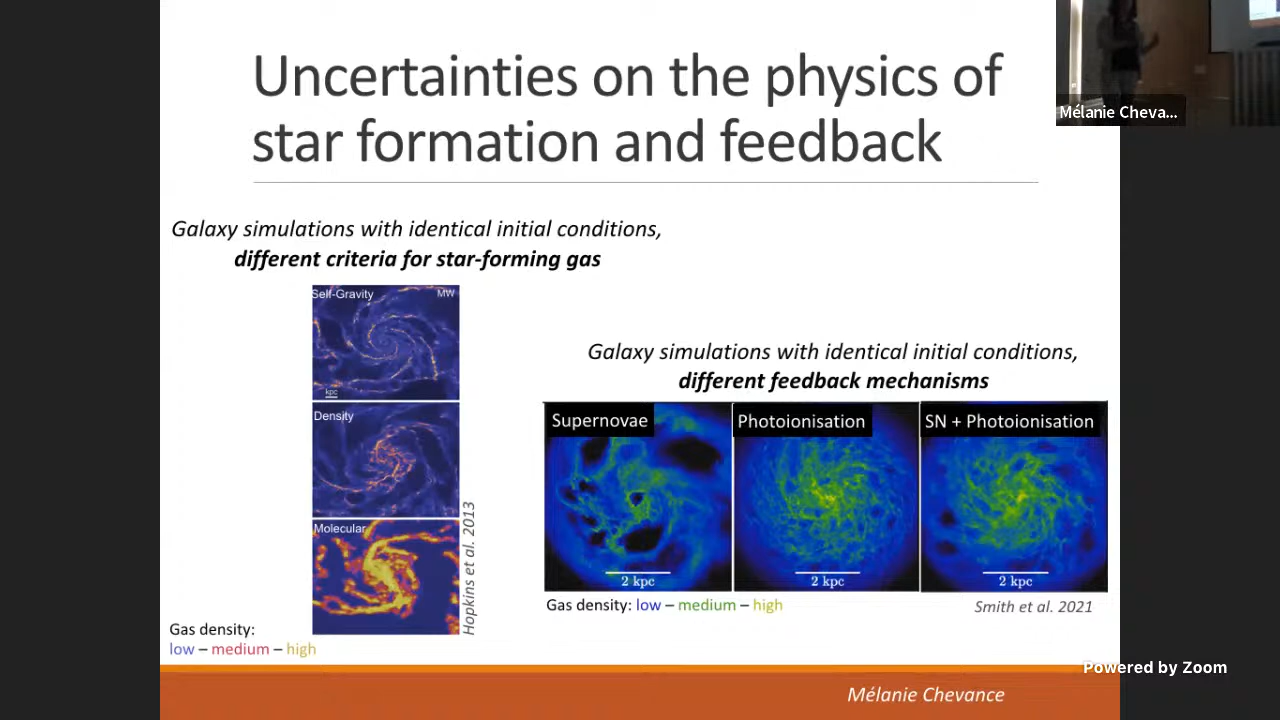 Uncertainties on the physics of
star formation and feedback
Mélanie Cheva...
Galaxy simulations with identical initial conditions,
different criteria for star-forming gas
Self-Gravity MW
kpc
Density
Molecular
Hopkins et al. 2013
Gas density:
low – medium – high
Galaxy simulations with identical initial conditions,
different feedback mechanisms
Supernovae Photoionisation SN + Photoionisation
2 kpc 2 kpc 2 kpc
Gas density: low – medium – high
Smith et al. 2021
Powered by Zoom
Mélanie Chevance